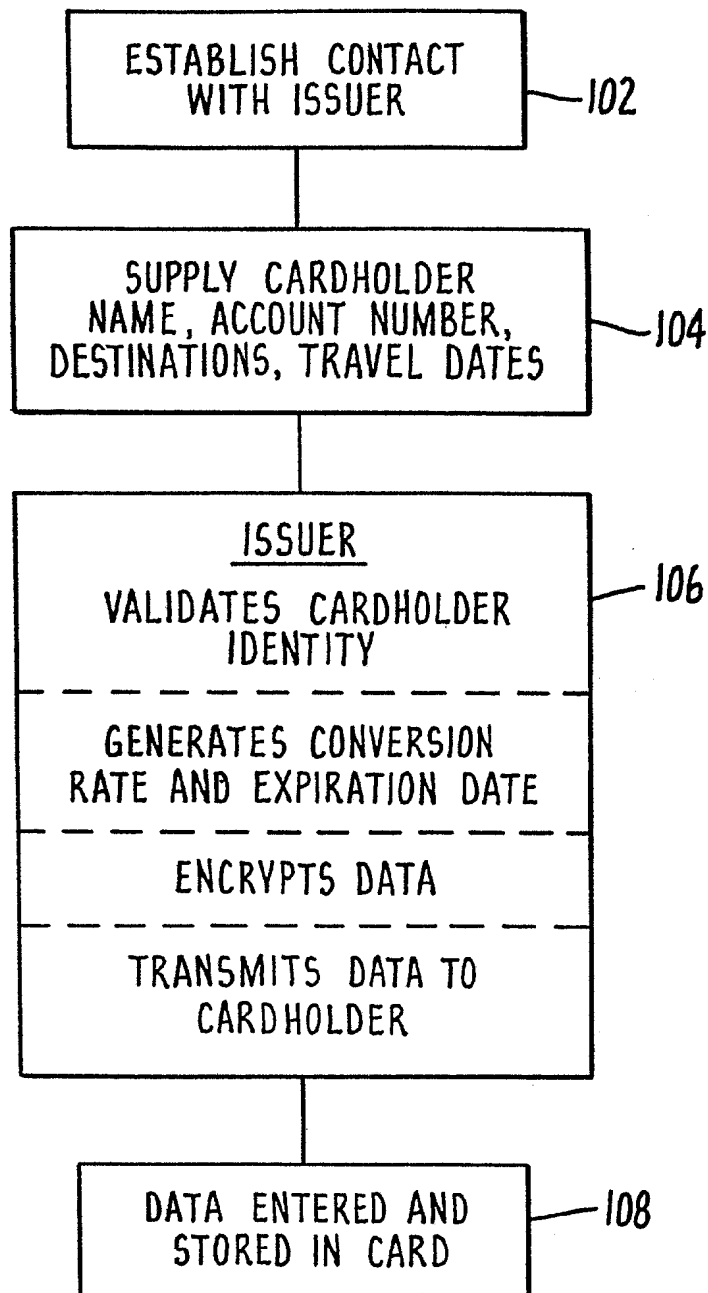 ESTABLISH CONTACT
WITH ISSUER
102
SUPPLY CARDHOLDER
NAME, ACCOUNT NUMBER,
DESTINATIONS, TRAVEL DATES
104
ISSUER
VALIDATES CARDHOLDER
IDENTITY
106
GENERATES CONVERSION
RATE AND EXPIRATION DATE
ENCRYPTS DATA
TRANSMITS DATA TO
CARDHOLDER
DATA ENTERED AND
STORED IN CARD
108